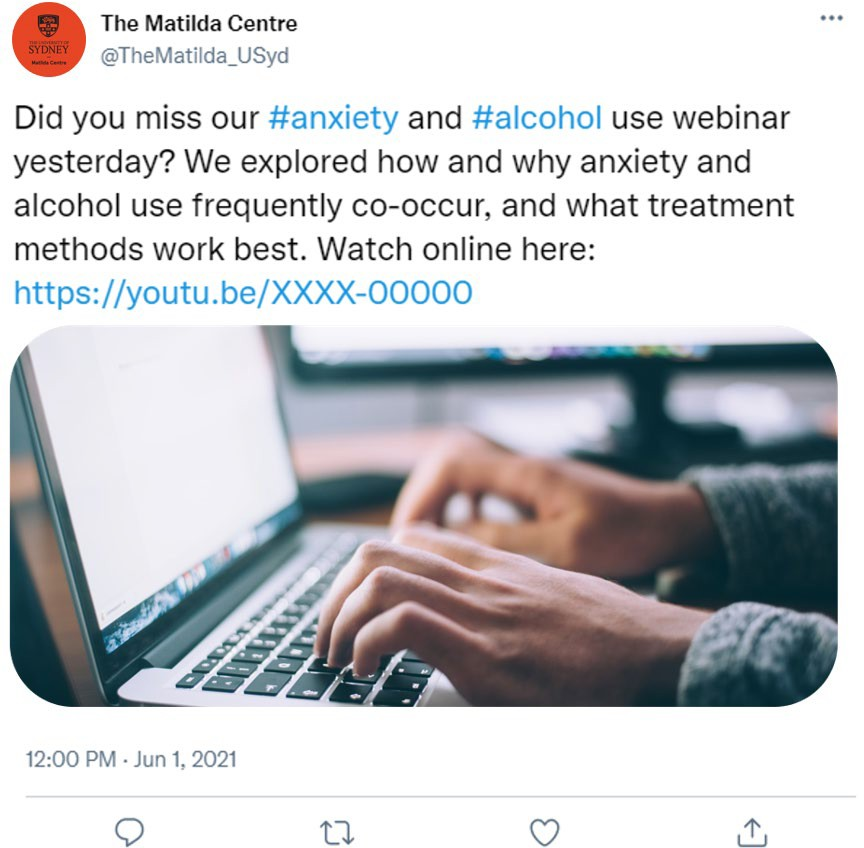 THE UNIVERSITY OF
SYDNEY
Matilda Centre
The Matilda Centre
@TheMatilda_USyd
Did you miss our #anxiety and #alcohol use webinar
yesterday? We explored how and why anxiety and
alcohol use frequently co-occur, and what treatment
methods work best. Watch online here:
https://youtu.be/XXXX-00000
12:00 PM · Jun 1, 2021